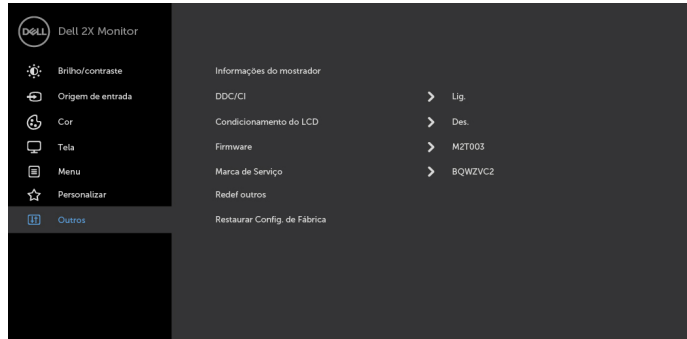 DELL Dell 2X Monitor
Brilho/contraste
Informações do mostrador
Origem de entrada
DDC/CI
Lig.
Cor
Condicionamento do LCD
Des.
Tela
Firmware
M2T003
Menu
Marca de Serviço
BQWZVC2
Personalizar
Redef outros
Outros
Restaurar Config. de Fábrica